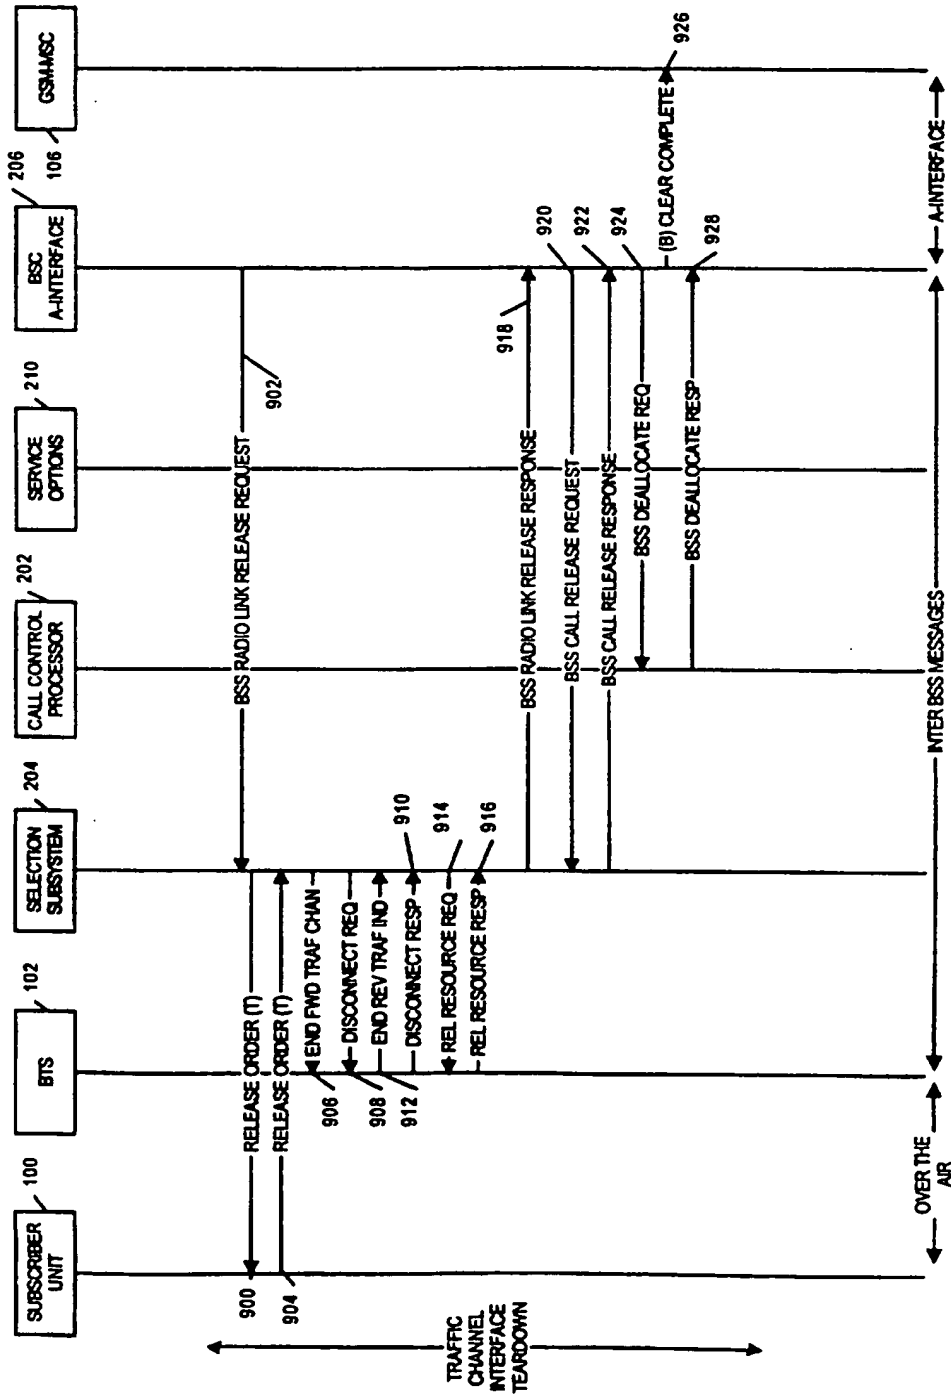 SUBSCRIBER
UNIT
100
BTS
102
SELECTION
SUBSYSTEM
204
CALL CONTROL
PROCESSOR
202
SERVICE
OPTIONS
210
BSC
A-INTERFACE
206
GSM-MSC
106
TRAFFIC
CHANNEL
INTERFACE
TEARDOWN
BSS RADIO LINK RELEASE REQUEST
902
900
RELEASE ORDER (T)
904
RELEASE ORDER (T)
906
END FWD TRAF CHAN
908
DISCONNECT REQ
912
END REV TRAF IND
910
DISCONNECT RESP
914
REL RESOURCE REQ
916
REL RESOURCE RESP
BSS RADIO LINK RELEASE RESPONSE
918
BSS CALL RELEASE REQUEST
920
BSS CALL RELEASE RESPONSE
922
BSS DEALLOCATE REQ
924
(B) CLEAR COMPLETE
926
BSS DEALLOCATE RESP
928
OVER THE
AIR
INTER BSS MESSAGES
A-INTERFACE